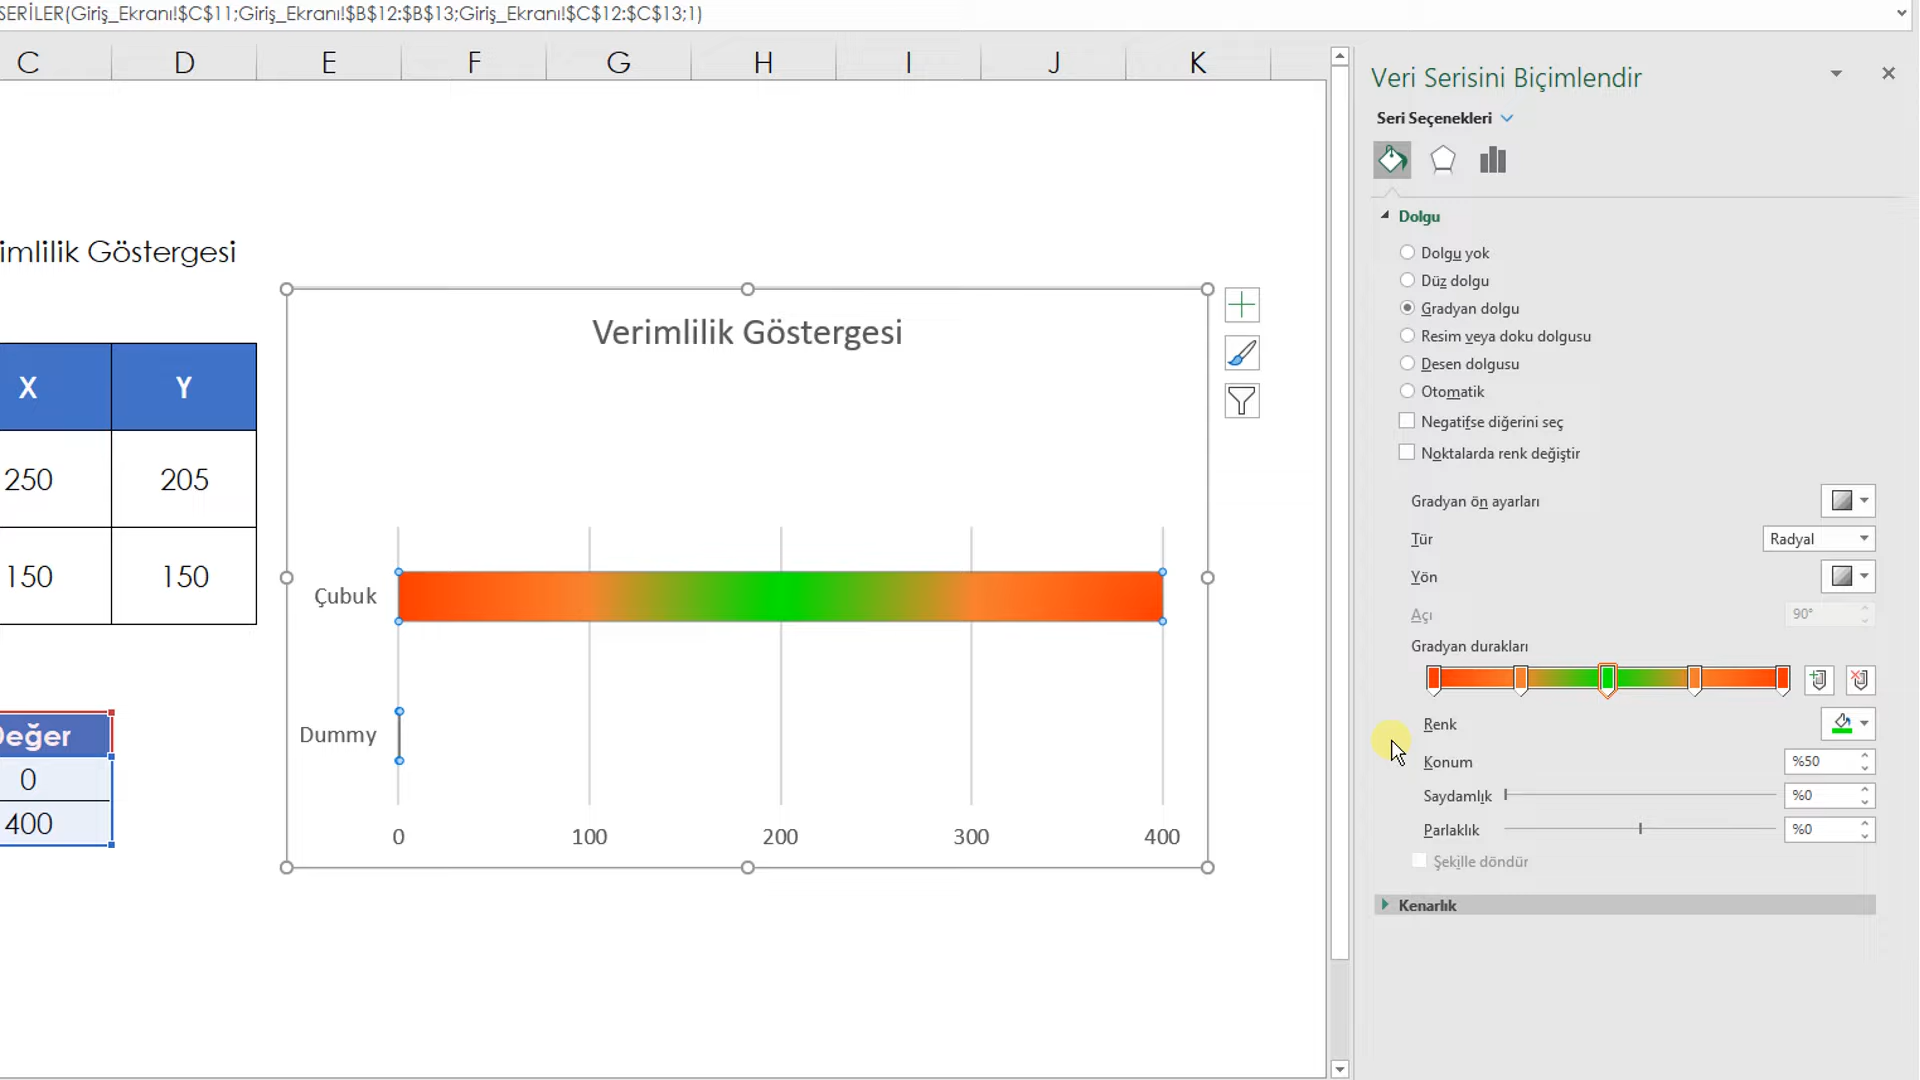 SERİLER(Giriş_Ekranı!$C$11;Giriş_Ekranı!$B$12:$B$13;Giriş_Ekranı!$C$12:$C$13;1)
C D E F G H I J K
imlilik Göstergesi
X Y
250 205
150 150
Değer
0
400
Verimlilik Göstergesi
Çubuk
Dummy
0 100 200 300 400
Veri Serisini Biçimlendir
Seri Seçenekleri
Dolgu
Dolgu yok
Düz dolgu
Gradyan dolgu
Resim veya doku dolgusu
Desen dolgusu
Otomatik
Negatifse diğerini seç
Noktalarda renk değiştir
Gradyan ön ayarları
Tür Radyal
Yön
Açı 90°
Gradyan durakları
Renk
Konum %50
Saydamlık %0
Parlaklık %0
Şekille döndür
Kenarlık